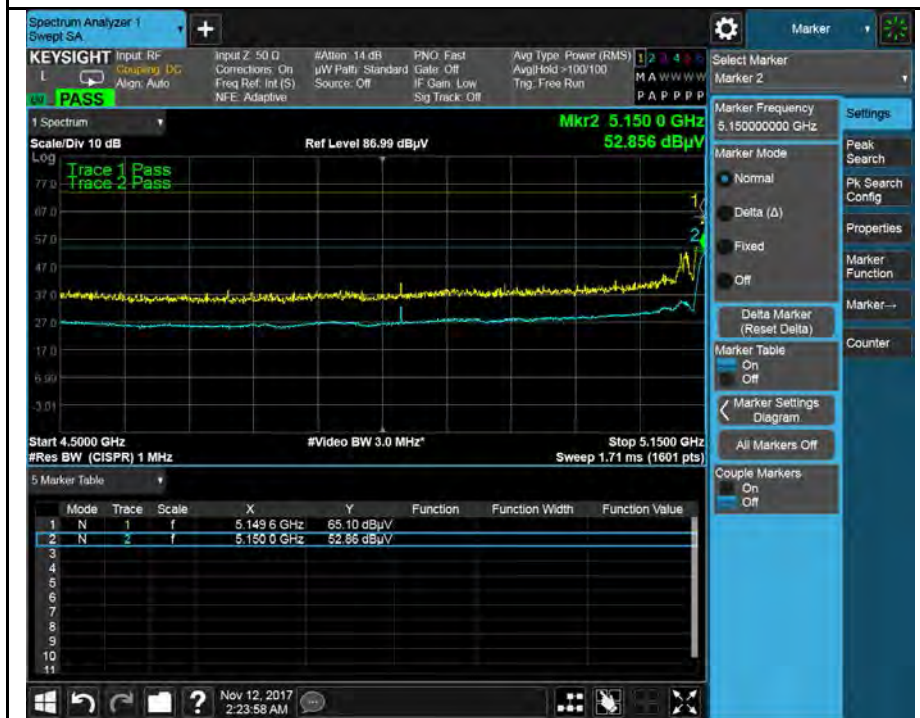 Spectrum Analyzer 1
Swept SA
+
Marker
KEYSIGHT Input: RF Input Z: 50 Ω #Atten: 14 dB PNO: Fast Avg Type: Power (RMS) 1 2 3 4 5 6
L Coupling: DC Corrections: On µW Path: Standard Gate: Off Avg|Hold: >100/100 M A W W W W
Align: Auto Freq Ref: Int (S) Source: Off IF Gain: Low Trig: Free Run
PASS NFE: Adaptive Sig Track: Off P A P P P P
Select Marker
Marker 2
1 Spectrum
Mkr2 5.150 0 GHz
Scale/Div 10 dB Ref Level 86.99 dBµV 52.856 dBµV
Log
Trace 1 Pass
Trace 2 Pass
77.0
67.0
57.0
47.0
37.0
27.0
17.0
6.99
-3.01
1
2
Start 4.5000 GHz #Video BW 3.0 MHz* Stop 5.1500 GHz
#Res BW (CISPR) 1 MHz Sweep 1.71 ms (1601 pts)
5 Marker Table
Mode Trace Scale X Y Function Function Width Function Value
1 N 1 f 5.149 6 GHz 65.10 dBµV
2 N 2 f 5.150 0 GHz 52.86 dBµV
3
4
5
6
7
8
9
10
11
Marker Frequency
5.150000000 GHz
Marker Mode
Normal
Delta (Δ)
Fixed
Off
Delta Marker
(Reset Delta)
Marker Table
On
Off
Marker Settings
Diagram
All Markers Off
Couple Markers
On
Off
Settings
Peak
Search
Pk Search
Config
Properties
Marker
Function
Marker→
Counter
?
Nov 12, 2017
2:23:58 AM